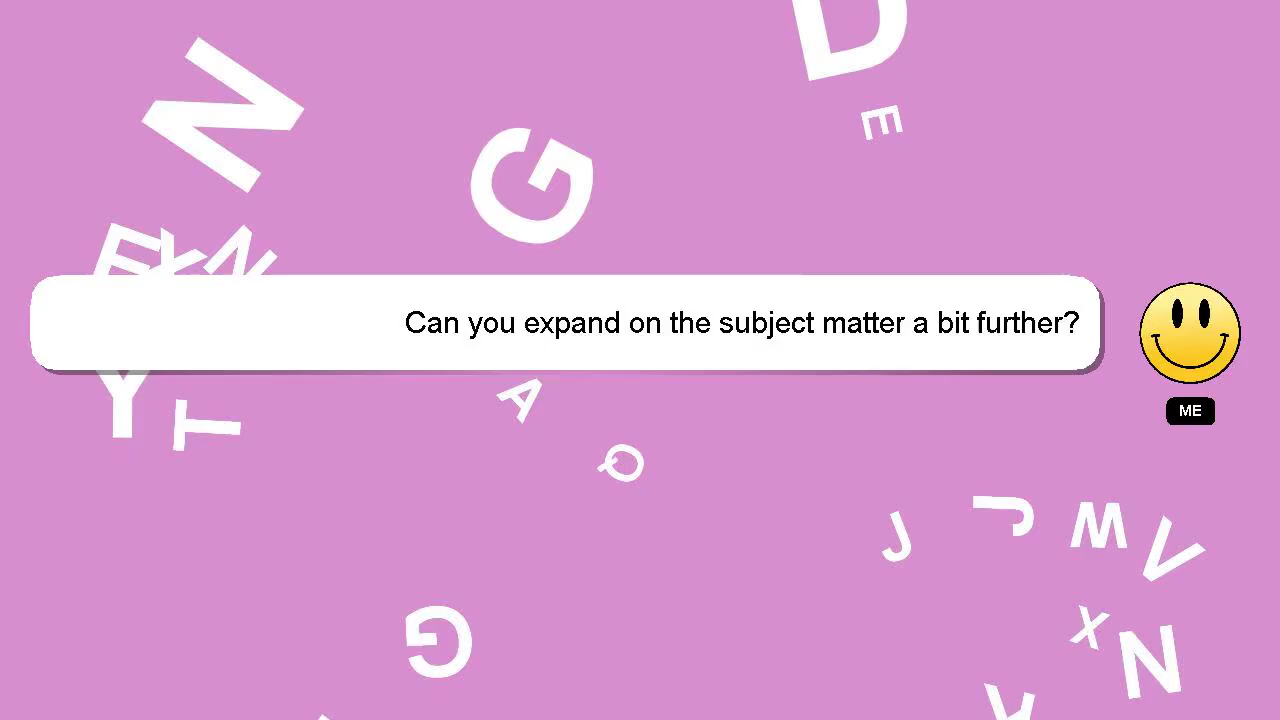 D
N
E
G
E
X
N
Can you expand on the subject matter a bit further?
ME
Y
A
T
Q
J
J
W
V
G
X
N